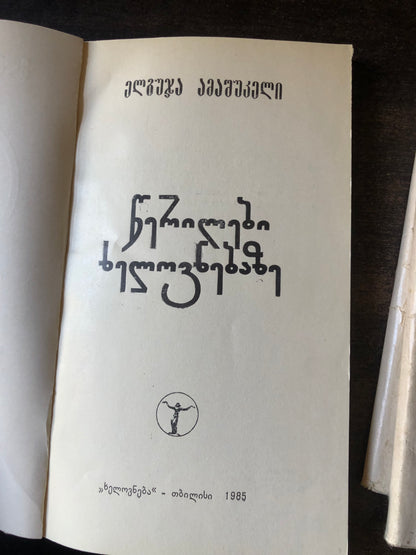 ელგუჯა ამაშუკელი
წერილები
ხელოვნებაზე
„ხელოვნება“ - თბილისი 1985